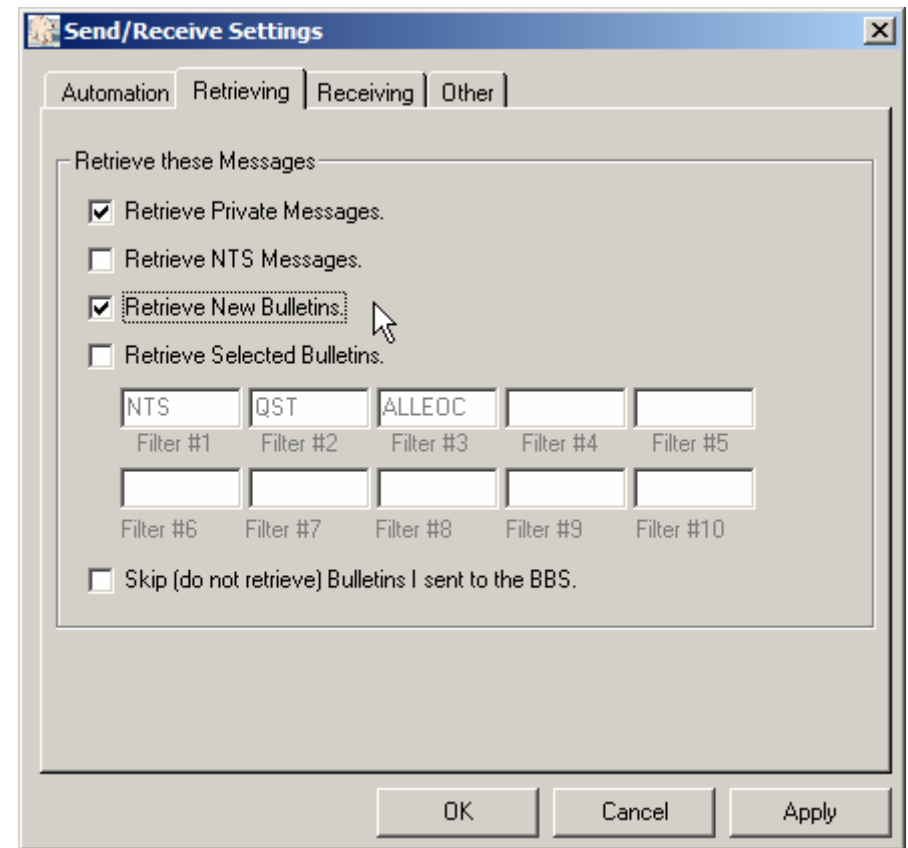 Send/Receive Settings
Automation Retrieving Receiving Other
Retrieve these Messages
Retrieve Private Messages.
Retrieve NTS Messages.
Retrieve New Bulletins.
Retrieve Selected Bulletins.
NTS QST ALLEOC
Filter #1 Filter #2 Filter #3 Filter #4 Filter #5
Filter #6 Filter #7 Filter #8 Filter #9 Filter #10
Skip (do not retrieve) Bulletins I sent to the BBS.
OK Cancel Apply